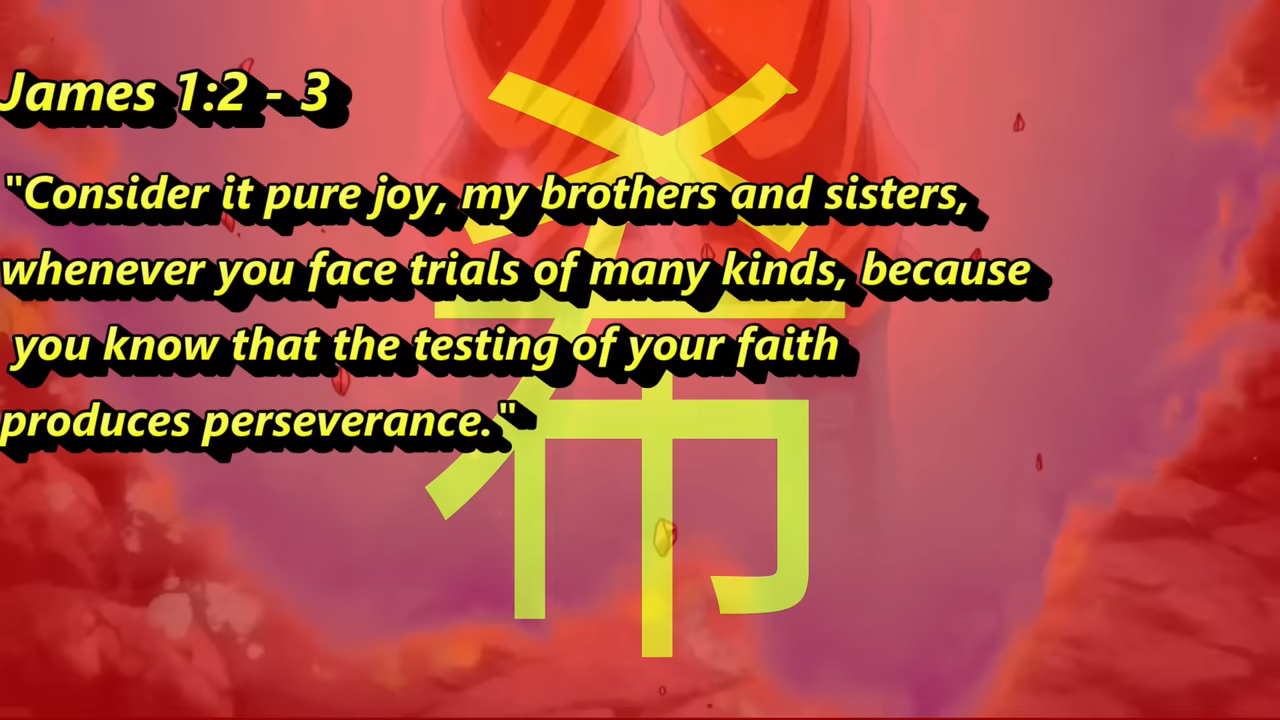 James 1:2 - 3
"Consider it pure joy, my brothers and sisters,
whenever you face trials of many kinds, because
you know that the testing of your faith
produces perseverance."
希